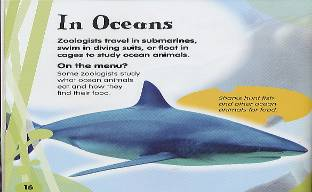 In Oceans
Zoologists travel in submarines,
swim in diving suits, or float in
cages to study ocean animals.
On the menu?
Some zoologists study
what ocean animals
eat and how they
find their food.
Sharks hunt fish
and other ocean
animals for food.
16